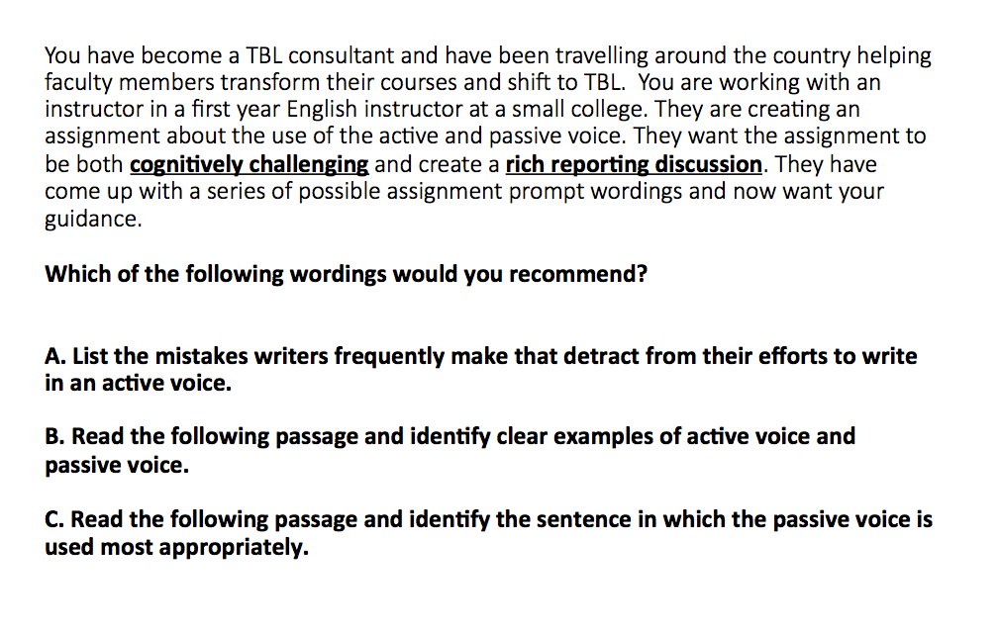 You have become a TBL consultant and have been travelling around the country helping
faculty members transform their courses and shift to TBL.  You are working with an
instructor in a first year English instructor at a small college. They are creating an
assignment about the use of the active and passive voice. They want the assignment to
be both cognitively challenging and create a rich reporting discussion. They have
come up with a series of possible assignment prompt wordings and now want your
guidance.
Which of the following wordings would you recommend?
A. List the mistakes writers frequently make that detract from their efforts to write
in an active voice.
B. Read the following passage and identify clear examples of active voice and
passive voice.
C. Read the following passage and identify the sentence in which the passive voice is
used most appropriately.